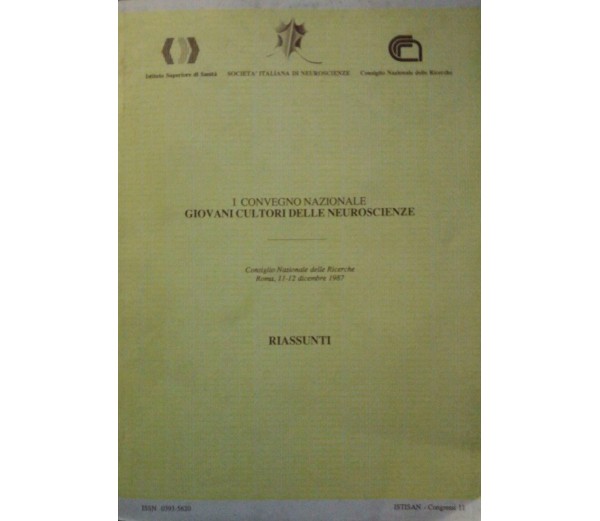 Istituto Superiore di Sanità SOCIETA' ITALIANA DI NEUROSCIENZE Consiglio Nazionale delle Ricerche
I CONVEGNO NAZIONALE
GIOVANI CULTORI DELLE NEUROSCIENZE
Consiglio Nazionale delle Ricerche
Roma, 11-12 dicembre 1987
RIASSUNTI
ISSN 0393-5620 ISTISAN - Congressi 11